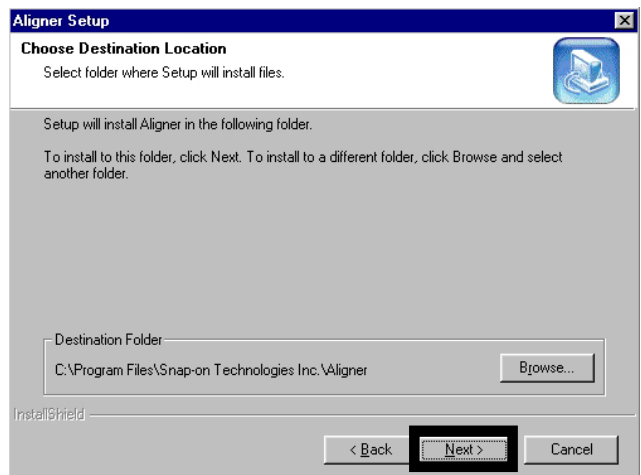 Aligner Setup
Choose Destination Location
Select folder where Setup will install files.
Setup will install Aligner in the following folder.
To install to this folder, click Next. To install to a different folder, click Browse and select
another folder.
Destination Folder
C:\Program Files\Snap-on Technologies Inc.\Aligner
Browse...
InstallShield
< Back
Next >
Cancel